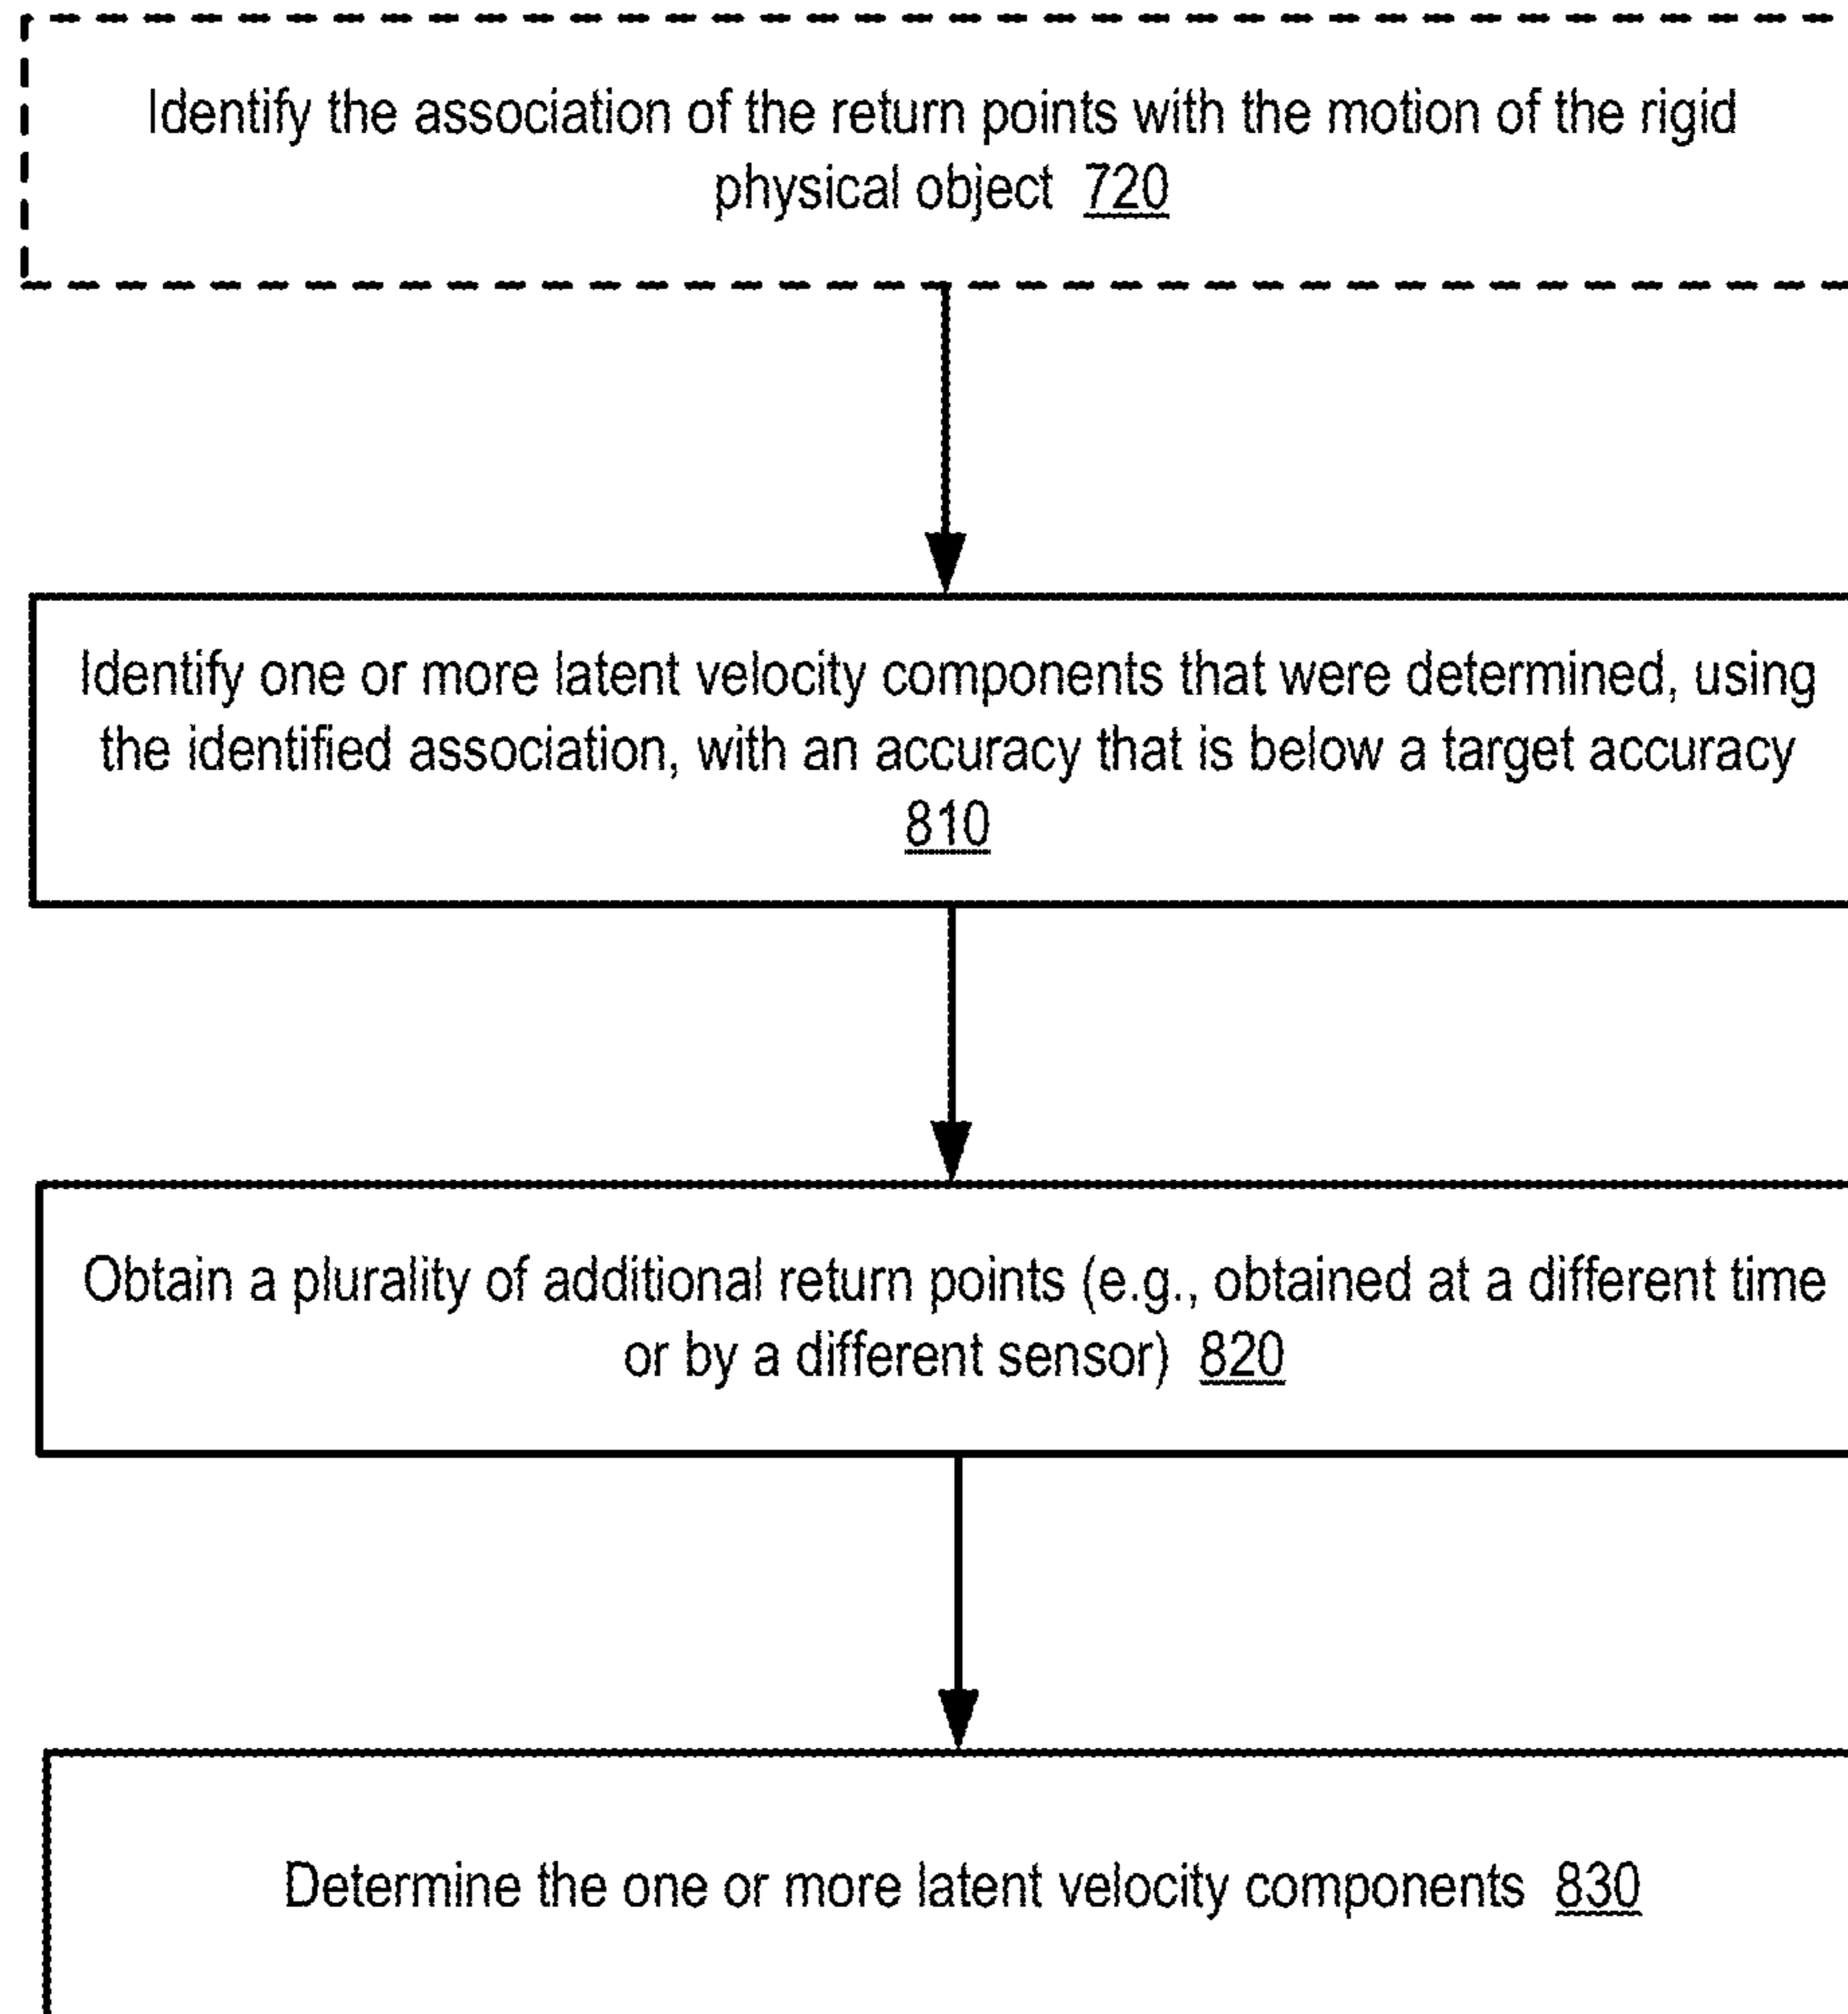 Identify the association of the return points with the motion of the rigid
physical object 720
Identify one or more latent velocity components that were determined, using
the identified association, with an accuracy that is below a target accuracy
810
Obtain a plurality of additional return points (e.g., obtained at a different time
or by a different sensor) 820
Determine the one or more latent velocity components 830